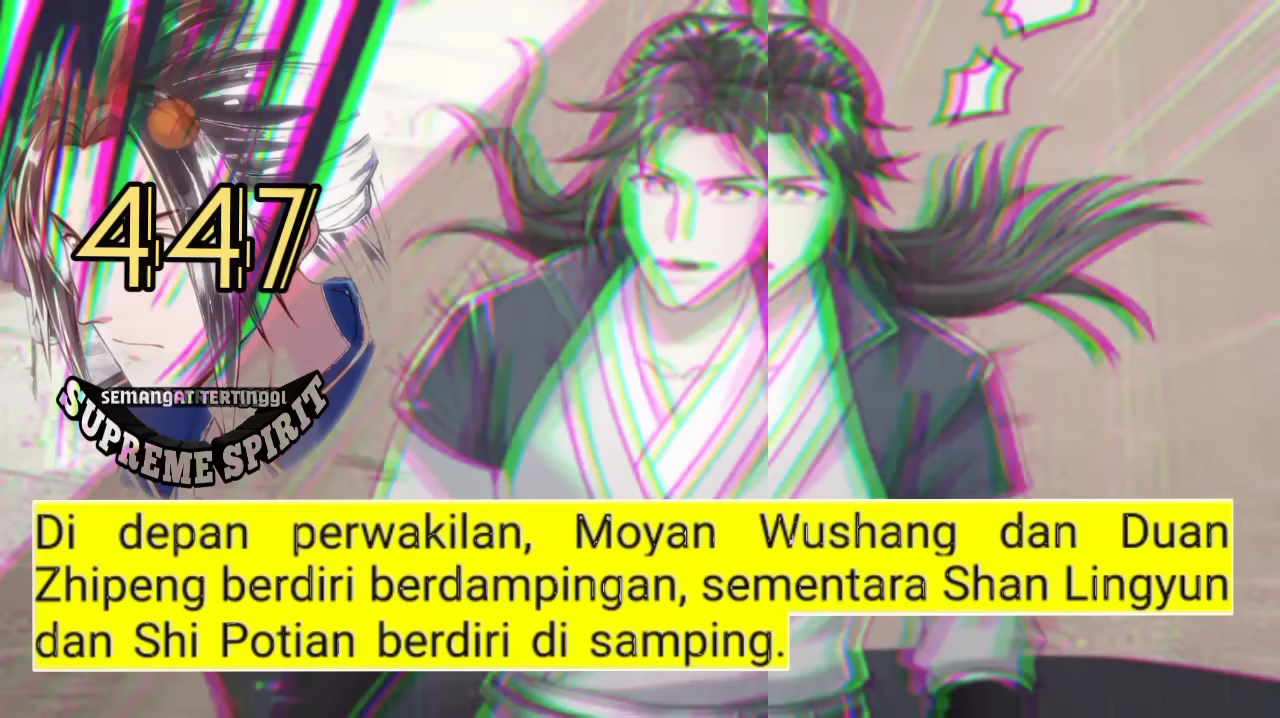 447
SEMANGAT TERTINGGI
SUPREME SPIRIT
Di depan perwakilan, Moyan Wushang dan Duan
Zhipeng berdiri berdampingan, sementara Shan Lingyun
dan Shi Potian berdiri di samping.